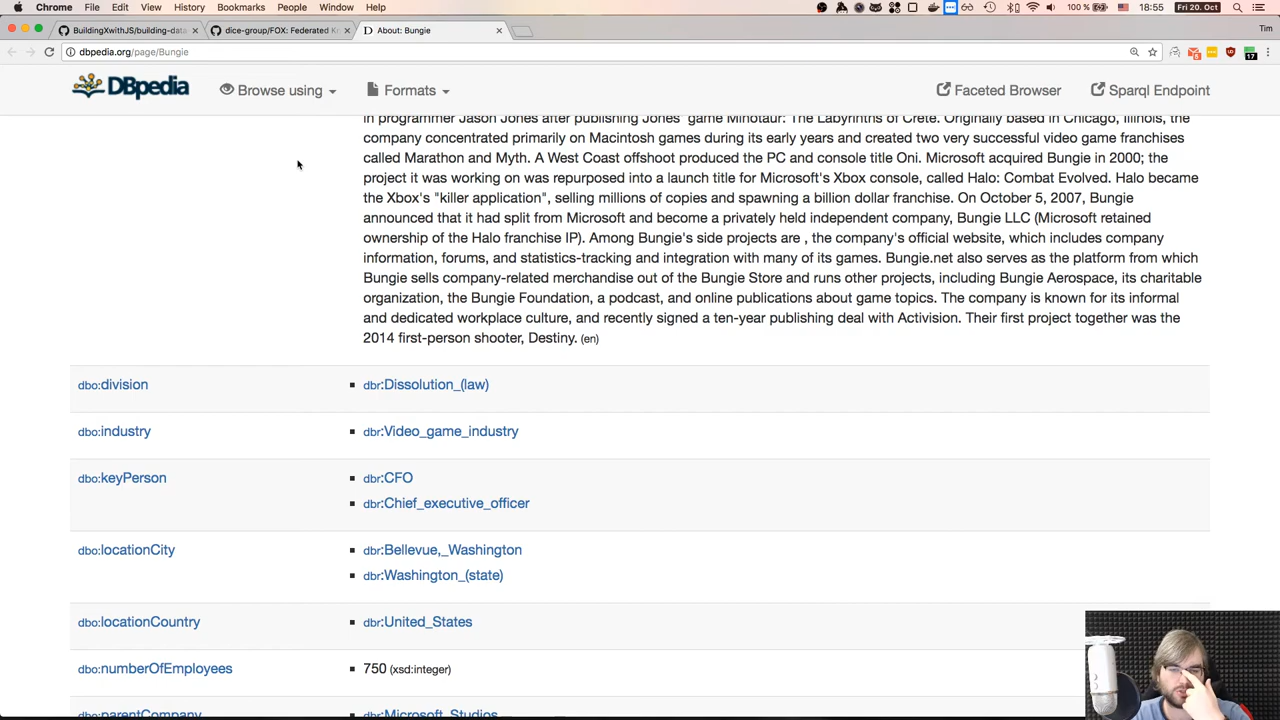 Chrome File Edit View History Bookmarks People Window Help 100 % US 18:55 Fri 20. Oct
BuildingXwithJS/building-data × dice-group/FOX: Federated K × D About: Bungie × Tim
dbpedia.org/page/Bungie
DBpedia Browse using Formats Faceted Browser Sparql Endpoint
in programmer Jason Jones after publishing Jones' game Minotaur: The Labyrinths of Crete. Originally based in Chicago, Illinois, the
company concentrated primarily on Macintosh games during its early years and created two very successful video game franchises
called Marathon and Myth. A West Coast offshoot produced the PC and console title Oni. Microsoft acquired Bungie in 2000; the
project it was working on was repurposed into a launch title for Microsoft's Xbox console, called Halo: Combat Evolved. Halo became
the Xbox's "killer application", selling millions of copies and spawning a billion dollar franchise. On October 5, 2007, Bungie
announced that it had split from Microsoft and become a privately held independent company, Bungie LLC (Microsoft retained
ownership of the Halo franchise IP). Among Bungie's side projects are , the company's official website, which includes company
information, forums, and statistics-tracking and integration with many of its games. Bungie.net also serves as the platform from which
Bungie sells company-related merchandise out of the Bungie Store and runs other projects, including Bungie Aerospace, its charitable
organization, the Bungie Foundation, a podcast, and online publications about game topics. The company is known for its informal
and dedicated workplace culture, and recently signed a ten-year publishing deal with Activision. Their first project together was the
2014 first-person shooter, Destiny. (en)
dbo:division dbr:Dissolution_(law)
dbo:industry dbr:Video_game_industry
dbo:keyPerson dbr:CFO
dbr:Chief_executive_officer
dbo:locationCity dbr:Bellevue,_Washington
dbr:Washington_(state)
dbo:locationCountry dbr:United_States
dbo:numberOfEmployees 750 (xsd:integer)
dbo:parentCompany dbr:Microsoft_Studios